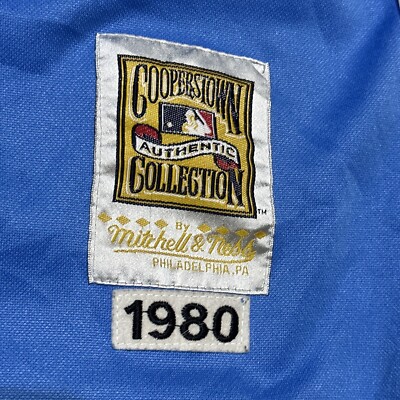 COOPERSTOWN
AUTHENTIC
COLLECTION
TM
BY
Mitchell & Ness
PHILADELPHIA, PA
1980